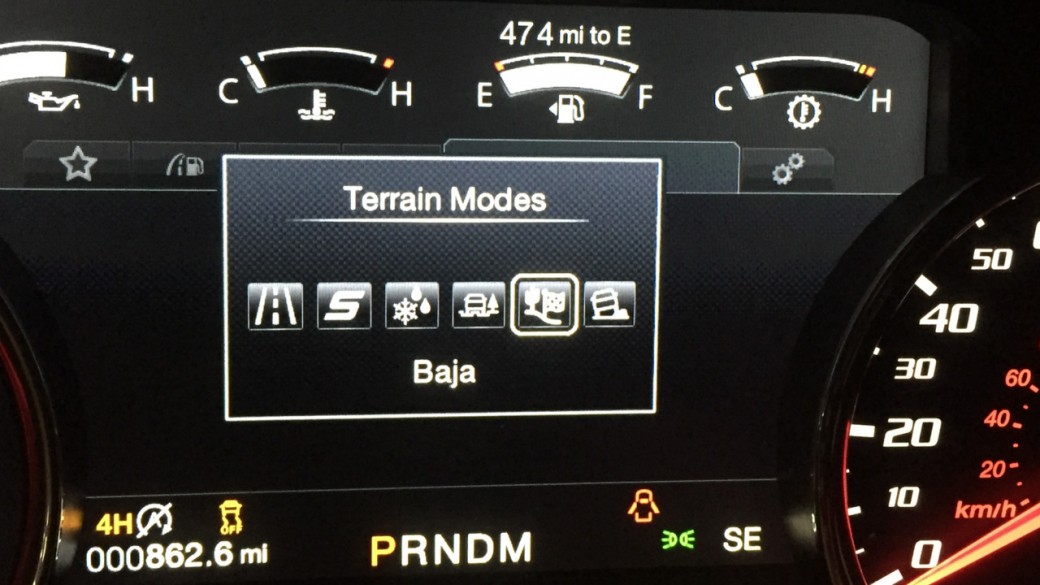 474 mi to E
H
C H
E F
C H
Terrain Modes
S
Baja
4H
OFF
000862.6 mi
PRNDM
SE
50
40
30
20
10
0
60
40
20
km/h